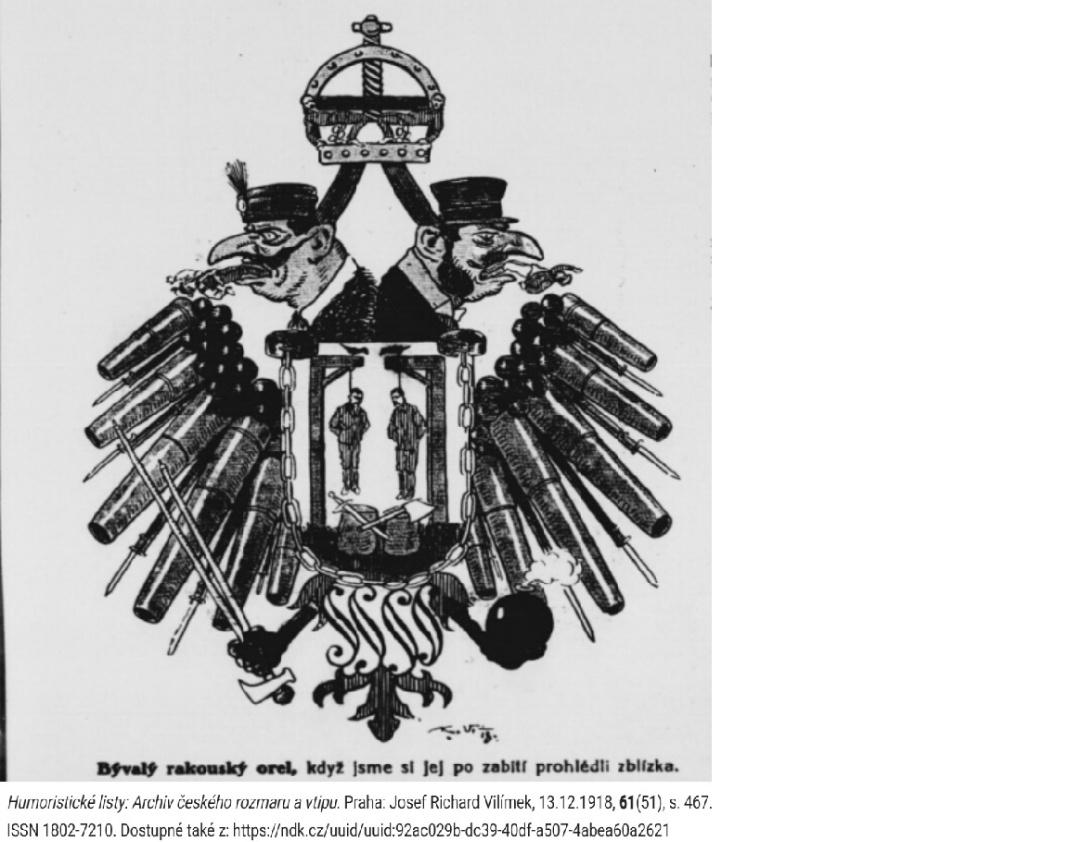 Bývalý rakouský orel, když jsme si jej po zabití prohlédli zblízka.
Humoristické listy: Archiv českého rozmaru a vtipu. Praha: Josef Richard Vilímek, 13.12.1918, 61(51), s. 467.
ISSN 1802-7210. Dostupné také z: https://ndk.cz/uuid/uuid:92ac029b-dc39-40df-a507-4abea60a2621